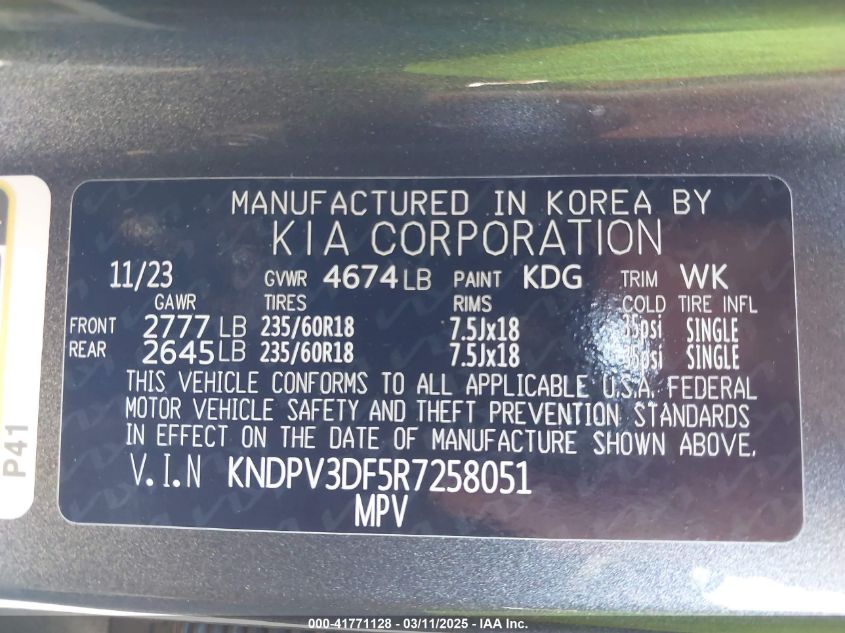 MANUFACTURED IN KOREA BY
KIA CORPORATION
11/23 GVWR 4674 LB PAINT KDG TRIM WK
GAWR TIRES RIMS COLD TIRE INFL
FRONT 2777 LB 235/60R18 7.5Jx18 35psi SINGLE
REAR 2645 LB 235/60R18 7.5Jx18 35psi SINGLE
THIS VEHICLE CONFORMS TO ALL APPLICABLE U.S.A. FEDERAL
MOTOR VEHICLE SAFETY AND THEFT PREVENTION STANDARDS
IN EFFECT ON THE DATE OF MANUFACTURE SHOWN ABOVE.
V.I.N KNDPV3DF5R7258051
MPV
P41
000-41771128 - 03/11/2025 - IAA Inc.